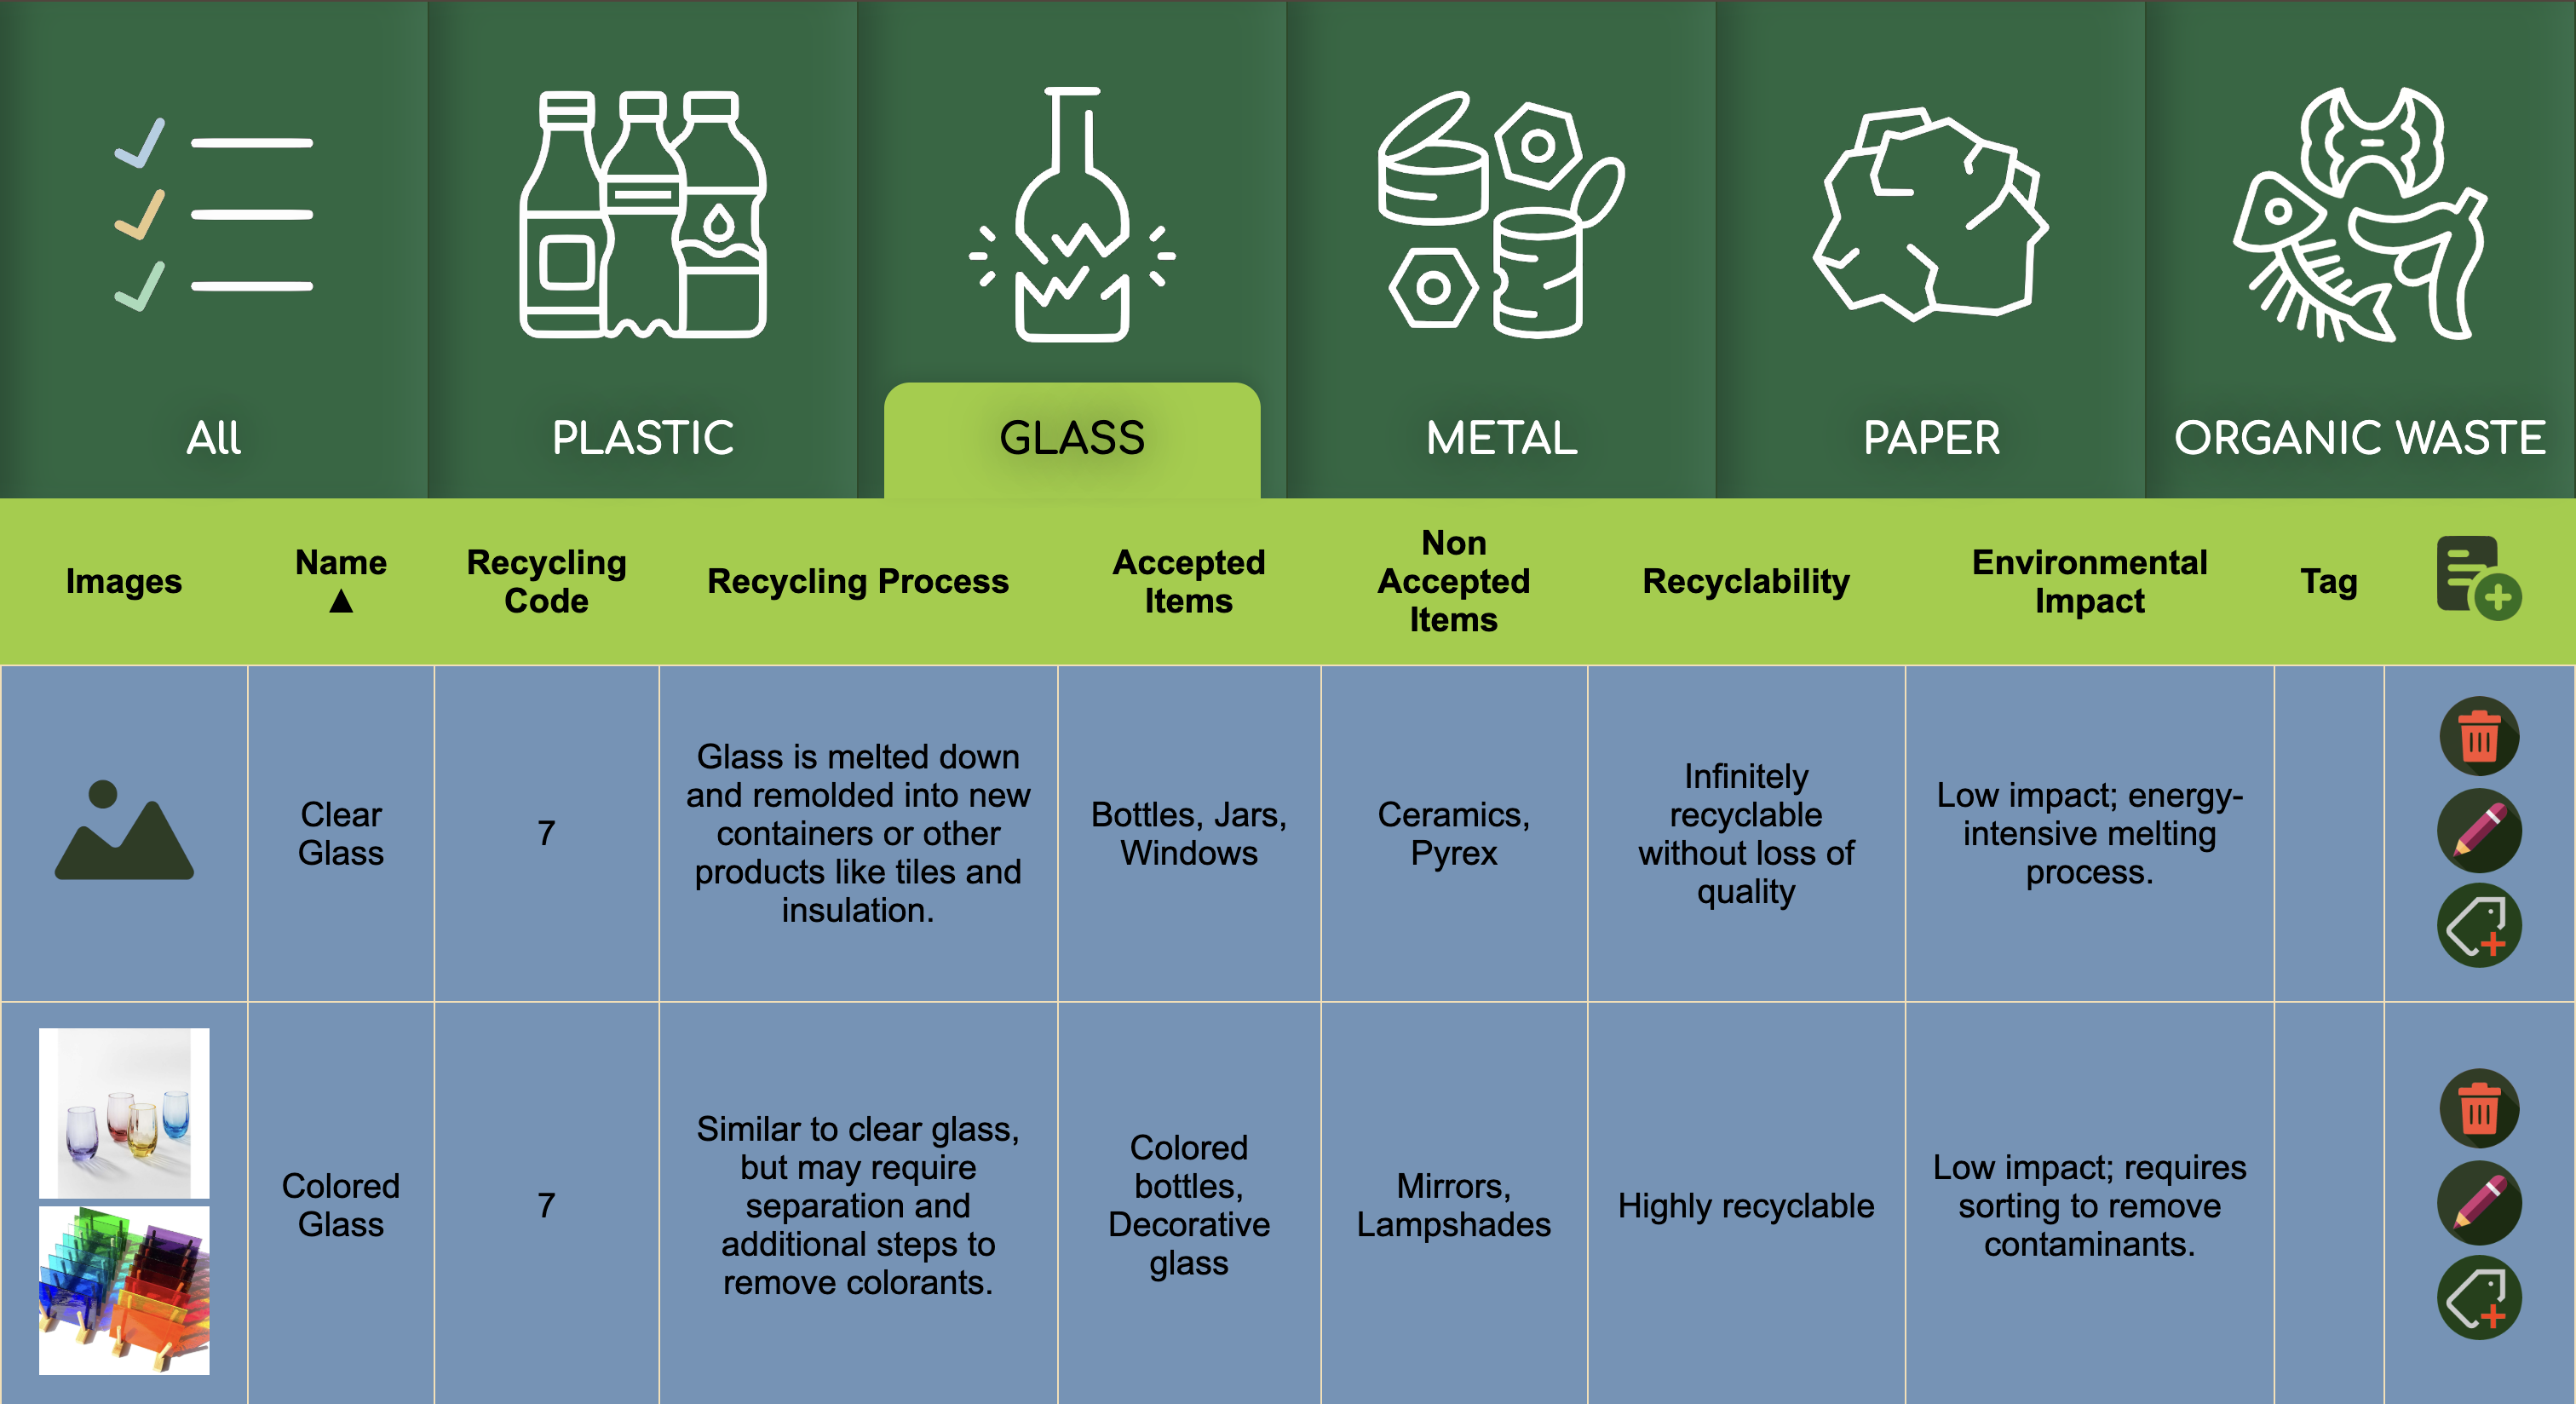 All
PLASTIC
GLASS
METAL
PAPER
ORGANIC WASTE
Images
Name
▲
Recycling
Code
Recycling Process
Accepted
Items
Non
Accepted
Items
Recyclability
Environmental
Impact
Tag
Clear
Glass
7
Glass is melted down
and remolded into new
containers or other
products like tiles and
insulation.
Bottles, Jars,
Windows
Ceramics,
Pyrex
Infinitely
recyclable
without loss of
quality
Low impact; energy-
intensive melting
process.
Colored
Glass
7
Similar to clear glass,
but may require
separation and
additional steps to
remove colorants.
Colored
bottles,
Decorative
glass
Mirrors,
Lampshades
Highly recyclable
Low impact; requires
sorting to remove
contaminants.